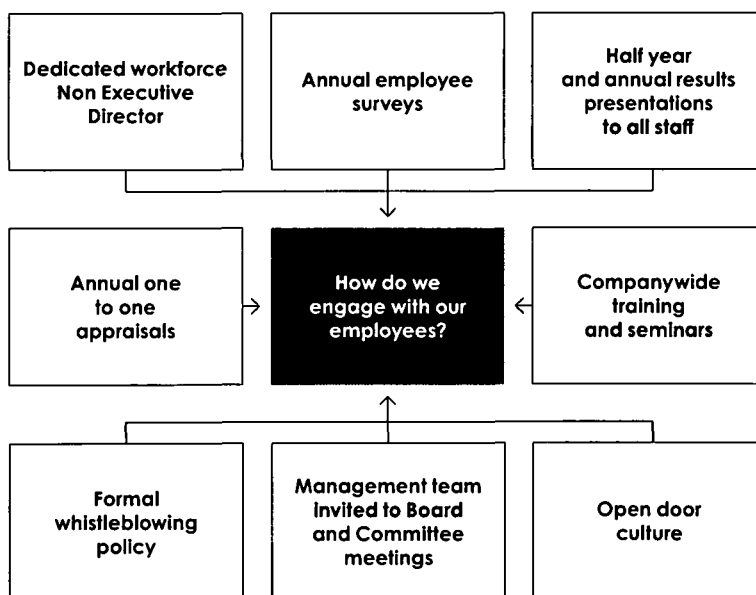 Dedicated workforce
Non Executive
Director
Annual employee
surveys
Half year
and annual results
presentations
to all staff
Annual one
to one
appraisals
How do we
engage with our
employees?
Companywide
training
and seminars
Formal
whistleblowing
policy
Management team
invited to Board
and Committee
meetings
Open door
culture